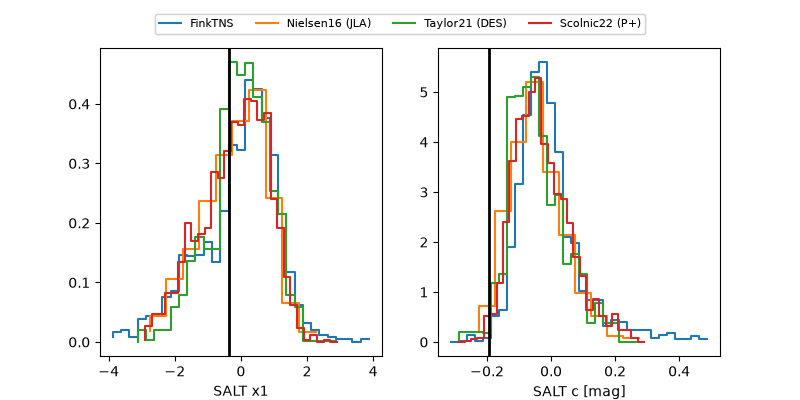 FinkTNS Nielsen16 (JLA) Taylor21 (DES) Scolnic22 (P+)
0.4
0.3
0.2
0.1
0.0
−4 −2 0 2 4
SALT x1
5
4
3
2
1
0
−0.2 0.0 0.2 0.4
SALT c [mag]